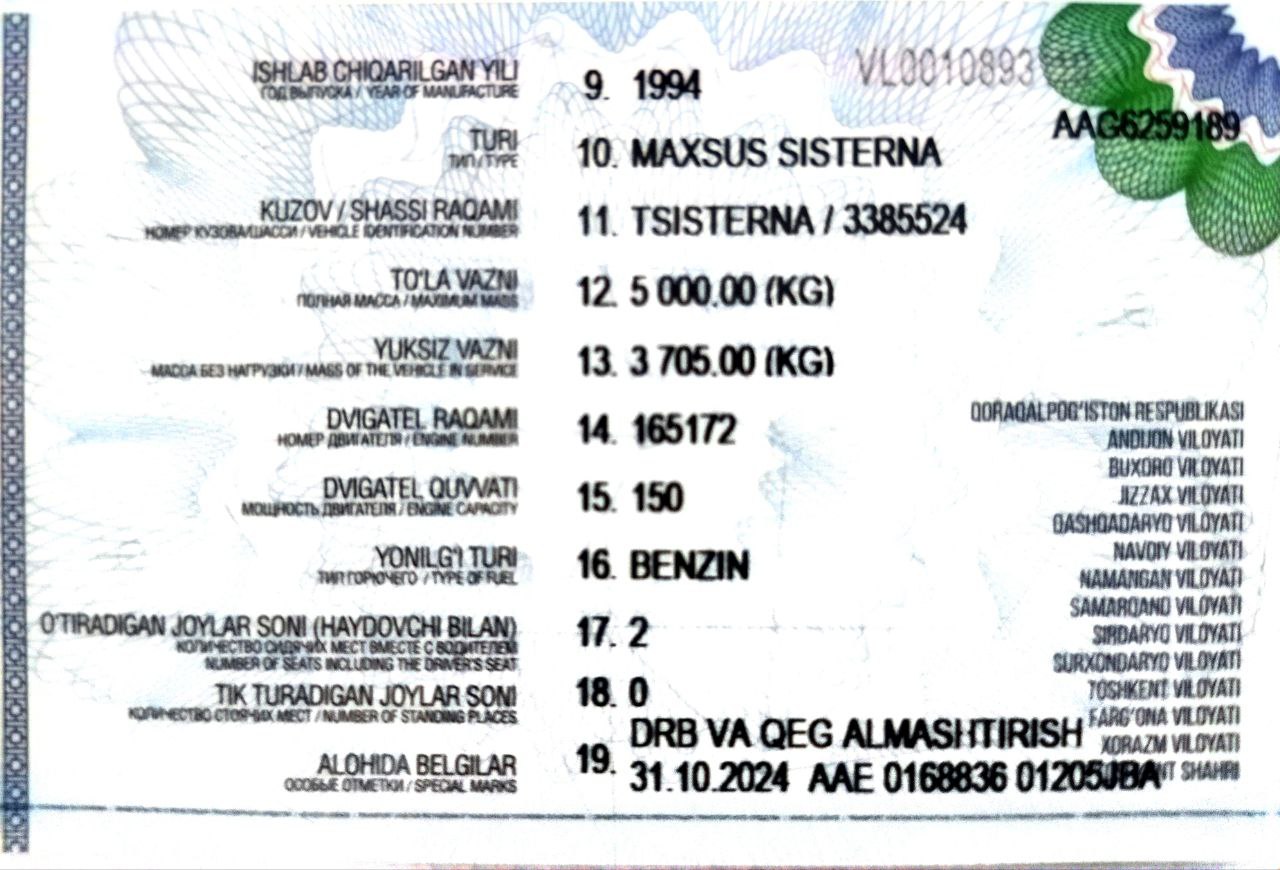 VL0010893
AAG6259189
ISHLAB CHIQARILGAN YILI 9. 1994
ГОД ВЫПУСКА / YEAR OF MANUFACTURE
TURI 10. MAXSUS SISTERNA
ТИП / TYPE
KUZOV / SHASSI RAQAMI 11. TSISTERNA / 3385524
НОМЕР КУЗОВА/ШАССИ / VEHICLE IDENTIFICATION NUMBER
TO'LA VAZNI 12. 5 000.00 (KG)
ПОЛНАЯ МАССА / MAXIMUM MASS
YUKSIZ VAZNI 13. 3 705.00 (KG)
МАССА БЕЗ НАГРУЗКИ / MASS OF THE VEHICLE IN SERVICE
DVIGATEL RAQAMI 14. 165172
НОМЕР ДВИГАТЕЛЯ / ENGINE NUMBER
DVIGATEL QUVVATI 15. 150
МОЩНОСТЬ ДВИГАТЕЛЯ / ENGINE CAPACITY
YONILG'I TURI 16. BENZIN
ТИП ГОРЮЧЕГО / TYPE OF FUEL
O'TIRADIGAN JOYLAR SONI (HAYDOVCHI BILAN) 17. 2
КОЛИЧЕСТВО СИДЯЧИХ МЕСТ ВМЕСТЕ С ВОДИТЕЛЕМ
NUMBER OF SEATS INCLUDING THE DRIVER'S SEAT
TIK TURADIGAN JOYLAR SONI 18. 0
КОЛИЧЕСТВО СТОЯЧИХ МЕСТ / NUMBER OF STANDING PLACES
ALOHIDA BELGILAR 19. DRB VA QEG ALMASHTIRISH
31.10.2024 AAE 0168836 01205JBA
ОСОБЫЕ ОТМЕТКИ / SPECIAL MARKS
QORAQALPOG'ISTON RESPUBLIKASI
ANDIJON VILOYATI
BUXORO VILOYATI
JIZZAX VILOYATI
QASHQADARYO VILOYATI
NAVOIY VILOYATI
NAMANGAN VILOYATI
SAMARQAND VILOYATI
SIRDARYO VILOYATI
SURXONDARYO VILOYATI
TOSHKENT VILOYATI
FARG'ONA VILOYATI
XORAZM VILOYATI
SHAHRI